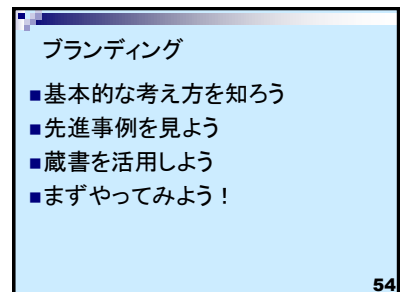 ブランディング
■基本的な考え方を知ろう
■先進事例を見よう
■蔵書を活用しよう
■まずやってみよう！
54